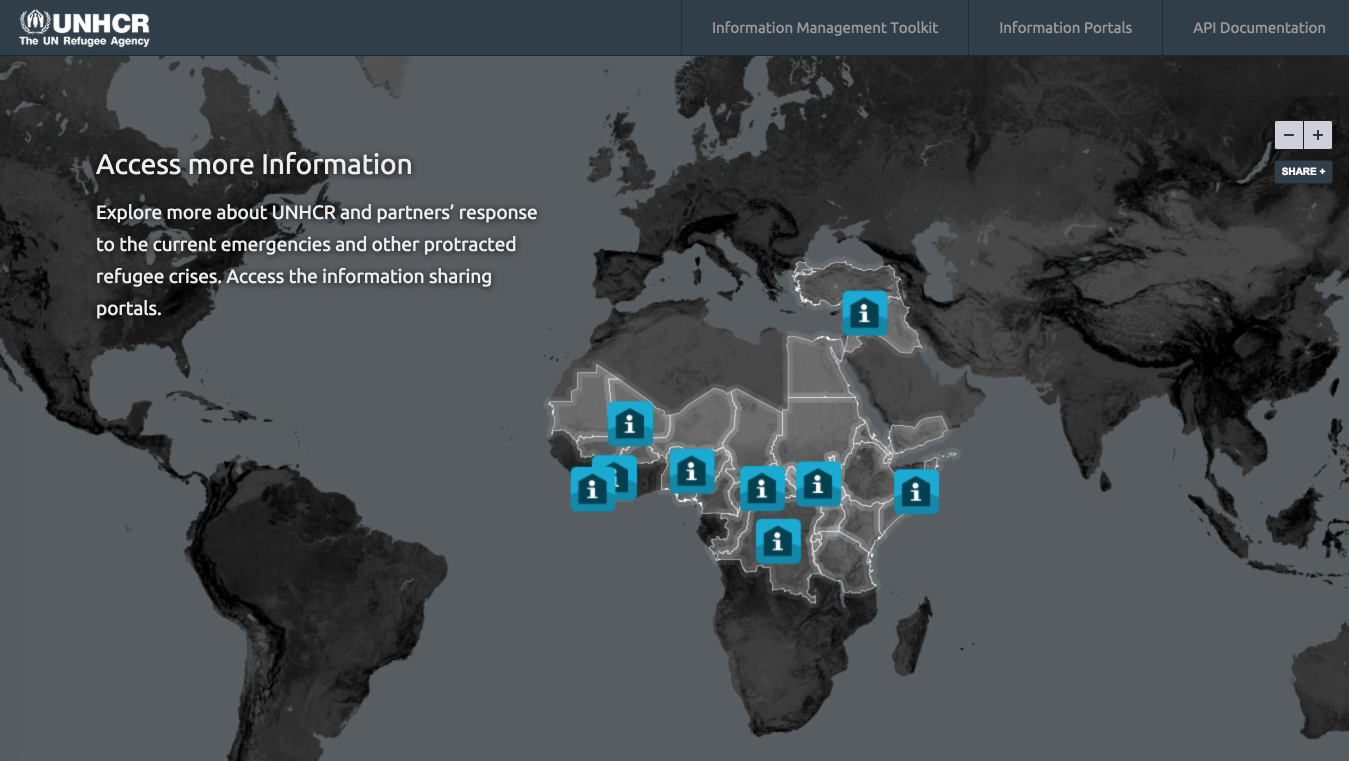 UNHCR
The UN Refugee Agency
Information Management Toolkit
Information Portals
API Documentation
Access more Information
Explore more about UNHCR and partners’ response
to the current emergencies and other protracted
refugee crises. Access the information sharing
portals.
− +
SHARE +
i
i
i
i
i
i
i
i
i
i